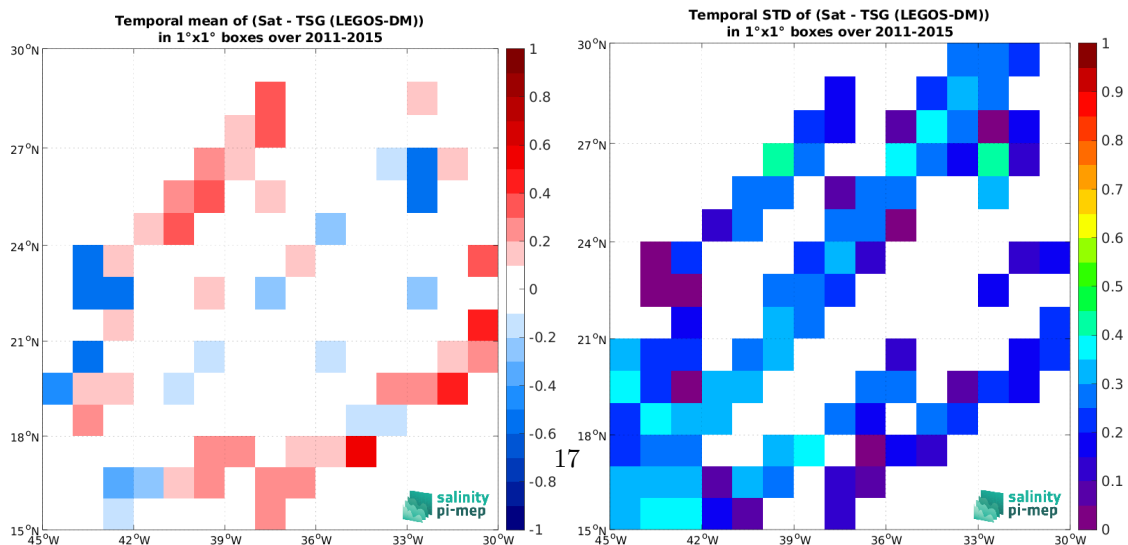 Temporal mean of (Sat - TSG (LEGOS-DM))
in 1°x1° boxes over 2011-2015
30°N
27°N
24°N
21°N
18°N
15°N
45°W
42°W
39°W
36°W
33°W
30°W
1
0.8
0.6
0.4
0.2
0
-0.2
-0.4
-0.6
-0.8
-1
salinity
pi-mep
17
Temporal STD of (Sat - TSG (LEGOS-DM))
in 1°x1° boxes over 2011-2015
30°N
27°N
24°N
21°N
18°N
15°N
45°W
42°W
39°W
36°W
33°W
30°W
1
0.9
0.8
0.7
0.6
0.5
0.4
0.3
0.2
0.1
0
salinity
pi-mep